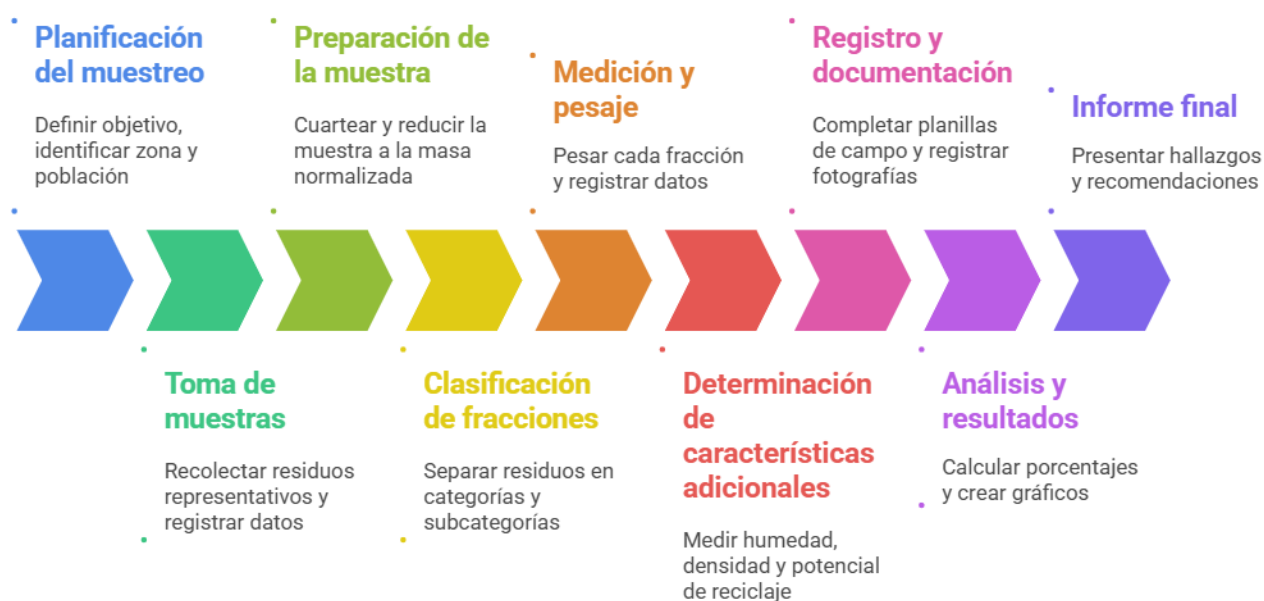 Planificación
del muestreo
Definir objetivo,
identificar zona y
población
Toma de
muestras
Recolectar residuos
representativos y
registrar datos
Preparación de
la muestra
Cuartear y reducir la
muestra a la masa
normalizada
Clasificación
de fracciones
Separar residuos en
categorías y
subcategorías
Medición y
pesaje
Pesar cada fracción
y registrar datos
Determinación
de
características
adicionales
Medir humedad,
densidad y potencial
de reciclaje
Registro y
documentación
Completar planillas
de campo y registrar
fotografías
Análisis y
resultados
Calcular porcentajes
y crear gráficos
Informe final
Presentar hallazgos
y recomendaciones